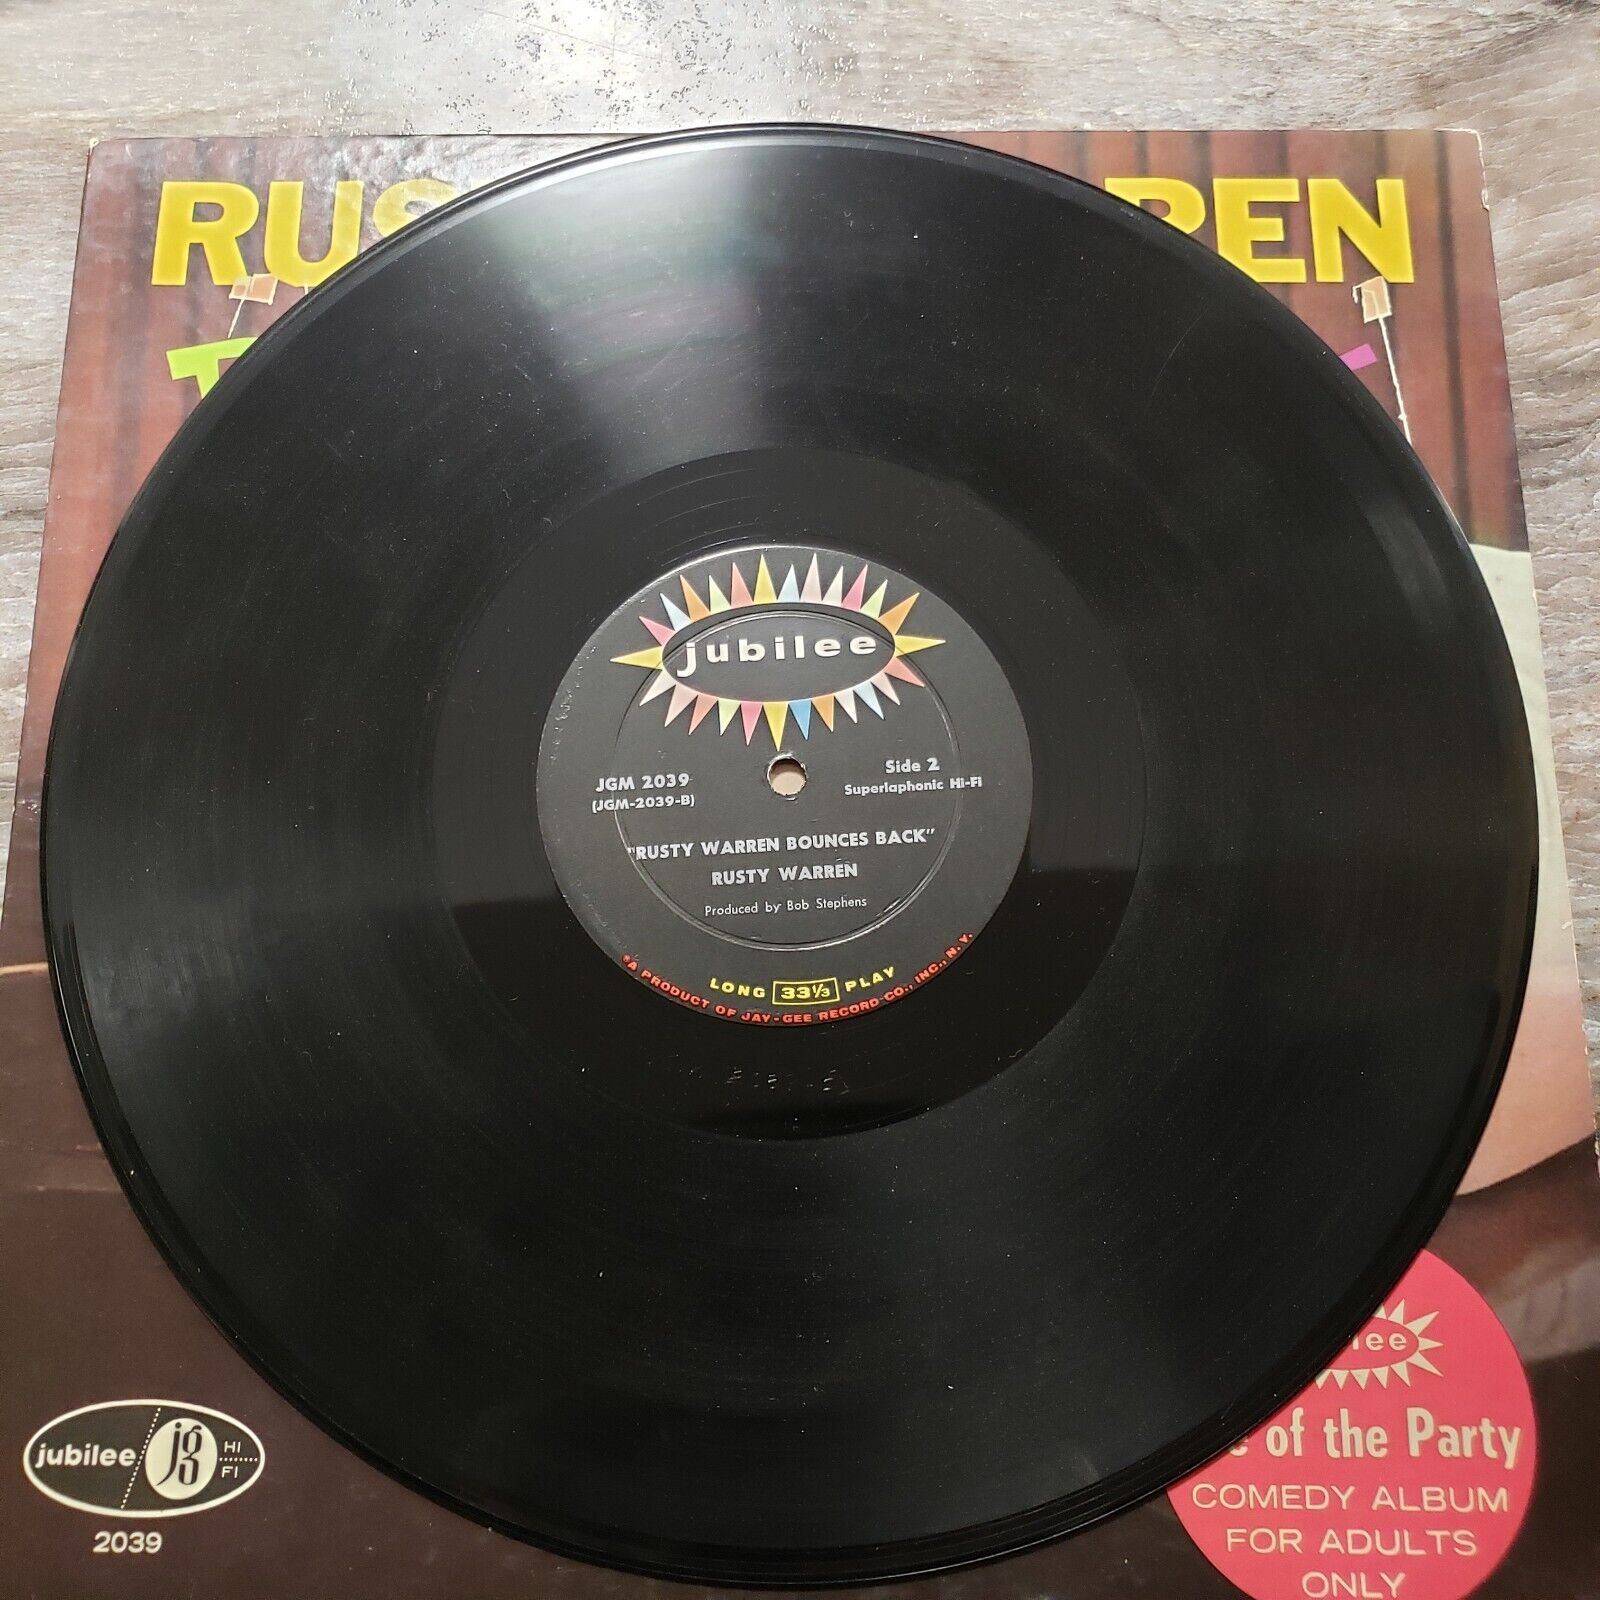 jubilee
JGM 2039
(JGM-2039-B)
Side 2
Superlaphonic Hi-Fi
"RUSTY WARREN BOUNCES BACK"
RUSTY WARREN
Produced by Bob Stephens
LONG 33⅓ PLAY
®A PRODUCT OF JAY-GEE RECORD CO., INC., N. Y.
jubilee jg HI FI
2039
of the Party
COMEDY ALBUM
FOR ADULTS
ONLY